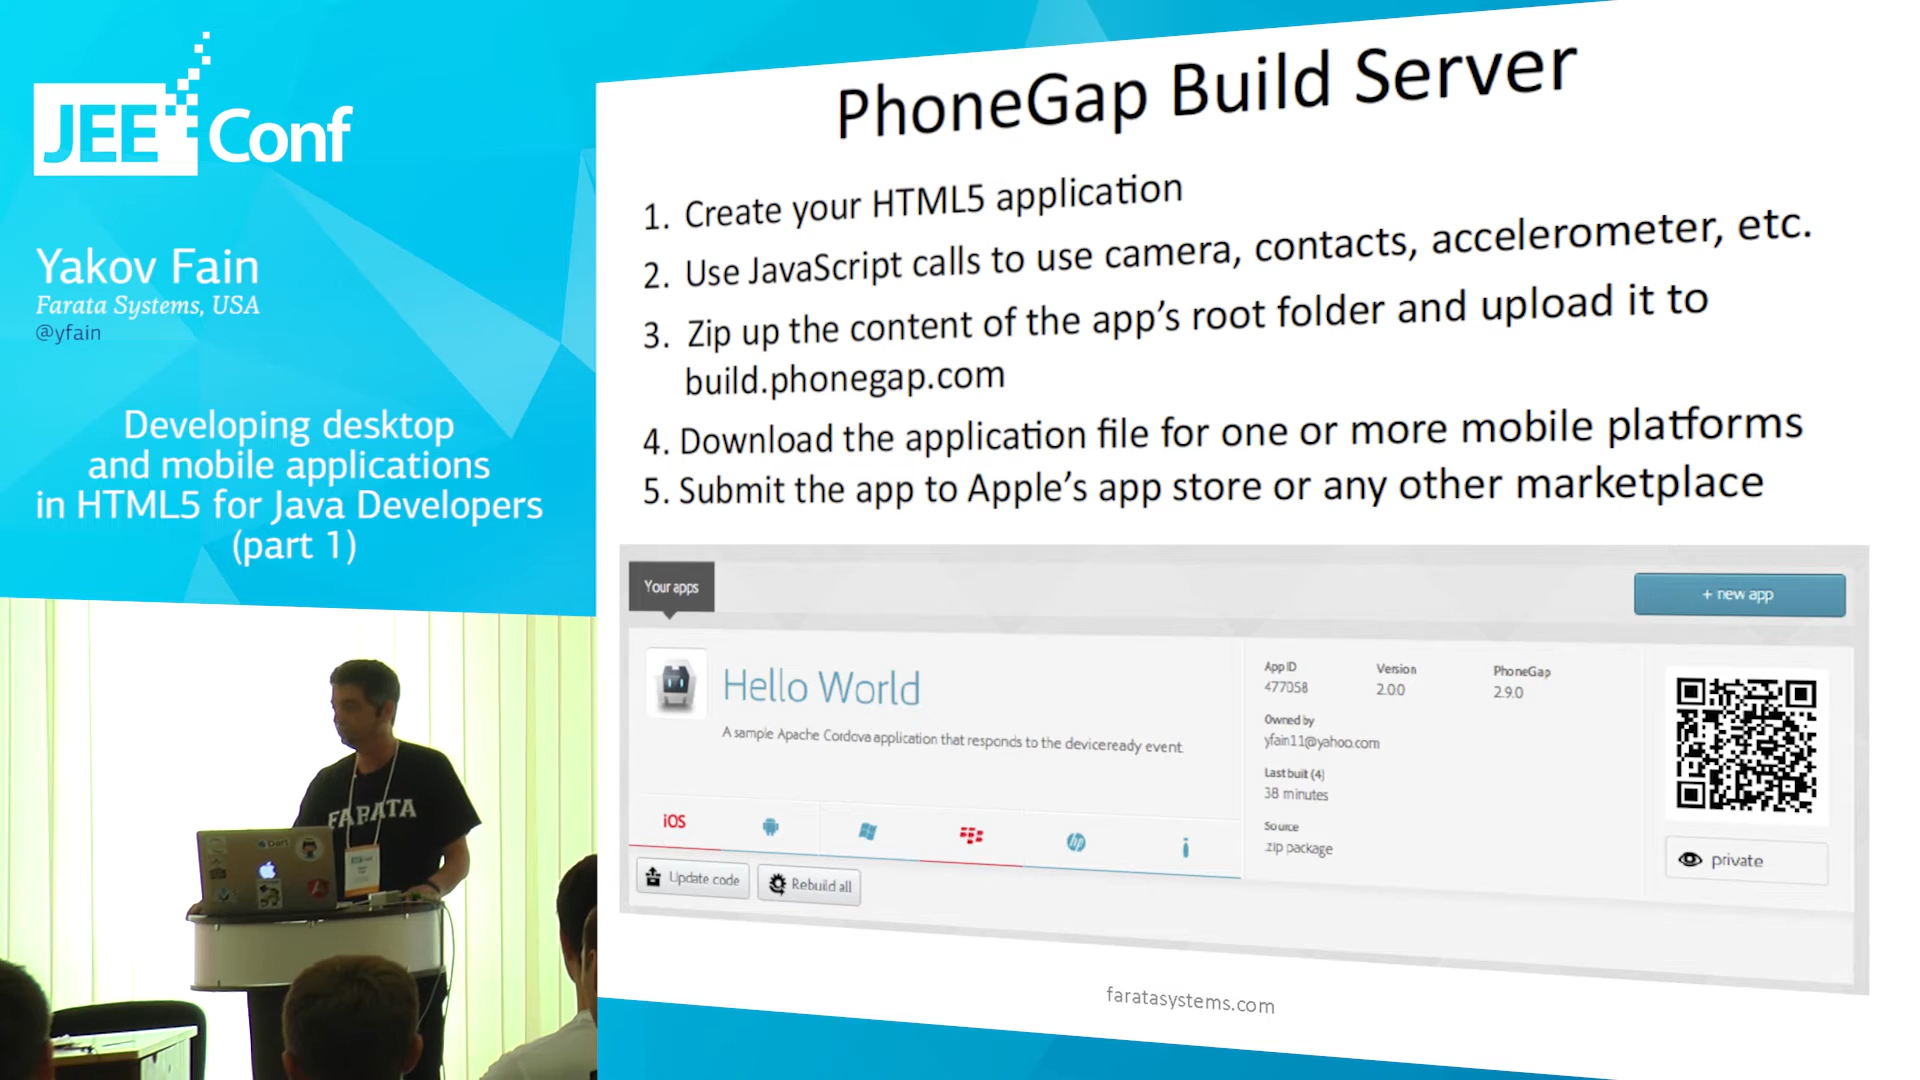 JEE Conf
Yakov Fain
Farata Systems, USA
@yfain
Developing desktop
and mobile applications
in HTML5 for Java Developers
(part 1)
FARATA
Dart
PhoneGap Build Server
1. Create your HTML5 application
2. Use JavaScript calls to use camera, contacts, accelerometer, etc.
3. Zip up the content of the app's root folder and upload it to
build.phonegap.com
4. Download the application file for one or more mobile platforms
5. Submit the app to Apple's app store or any other marketplace
Your apps
+ new app
Hello World
A sample Apache Cordova application that responds to the deviceready event.
App ID
477058
Version
2.0.0
PhoneGap
2.9.0
Owned by
yfain11@yahoo.com
Last built (4)
38 minutes
Source
.zip package
iOS
hp
Update code
Rebuild all
private
faratasystems.com